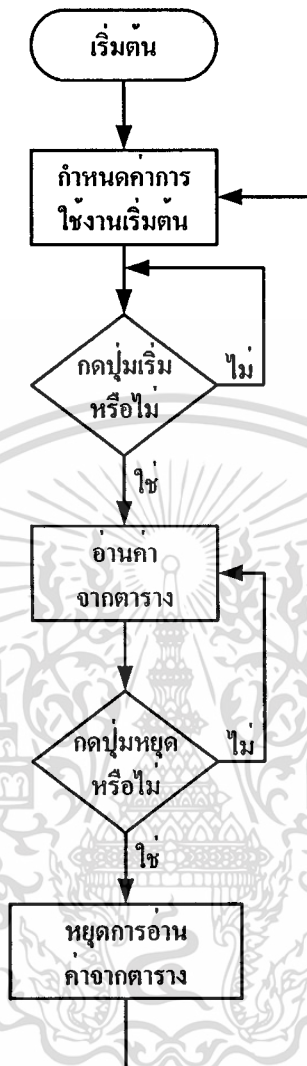 เริ่มต้น
กำหนดค่าการ
ใช้งานเริ่มต้น
กดปุ่มเริ่ม
หรือไม่
ไม่
ใช่
อ่านค่า
จากตาราง
กดปุ่มหยุด
หรือไม่
ไม่
ใช่
หยุดการอ่าน
ค่าจากตาราง